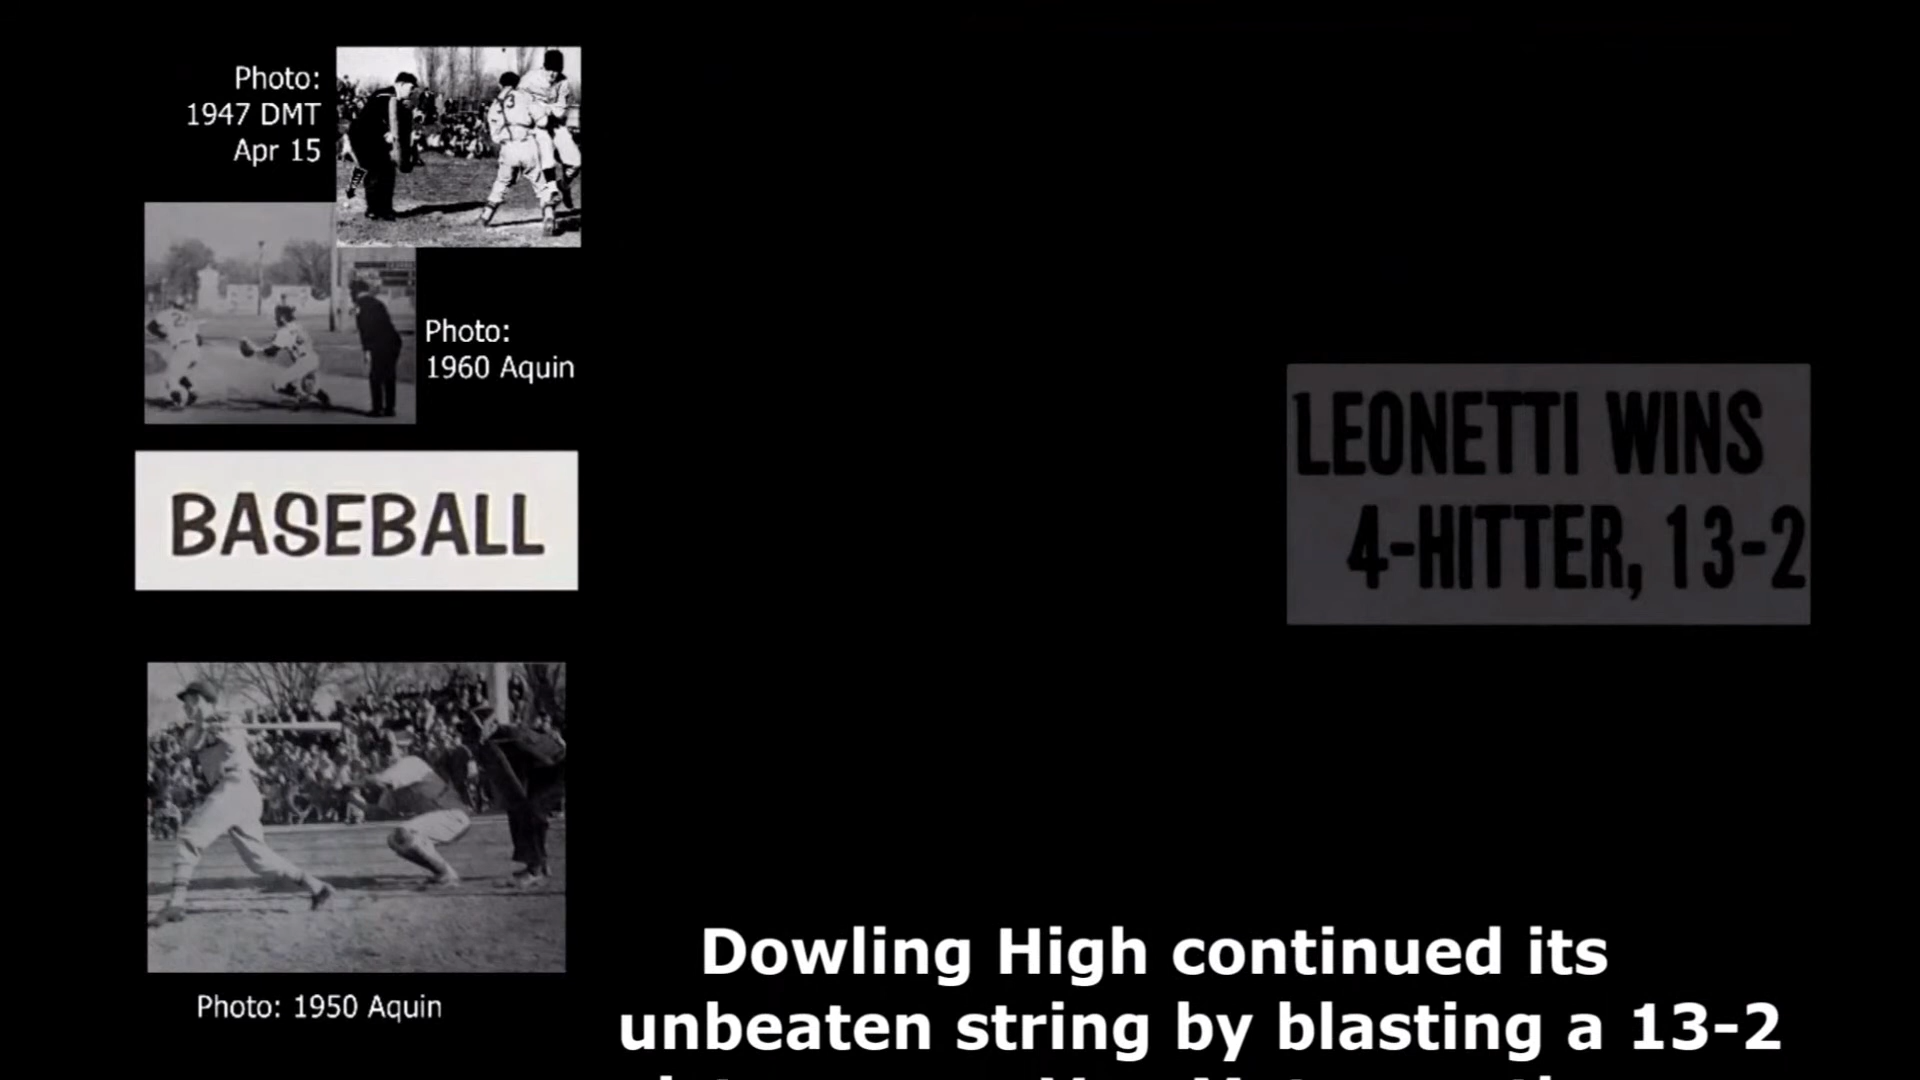 Photo:
1947 DMT
Apr 15
Photo:
1960 Aquin
BASEBALL
Photo: 1950 Aquin
LEONETTI WINS
4-HITTER, 13-2
Dowling High continued its
unbeaten string by blasting a 13-2